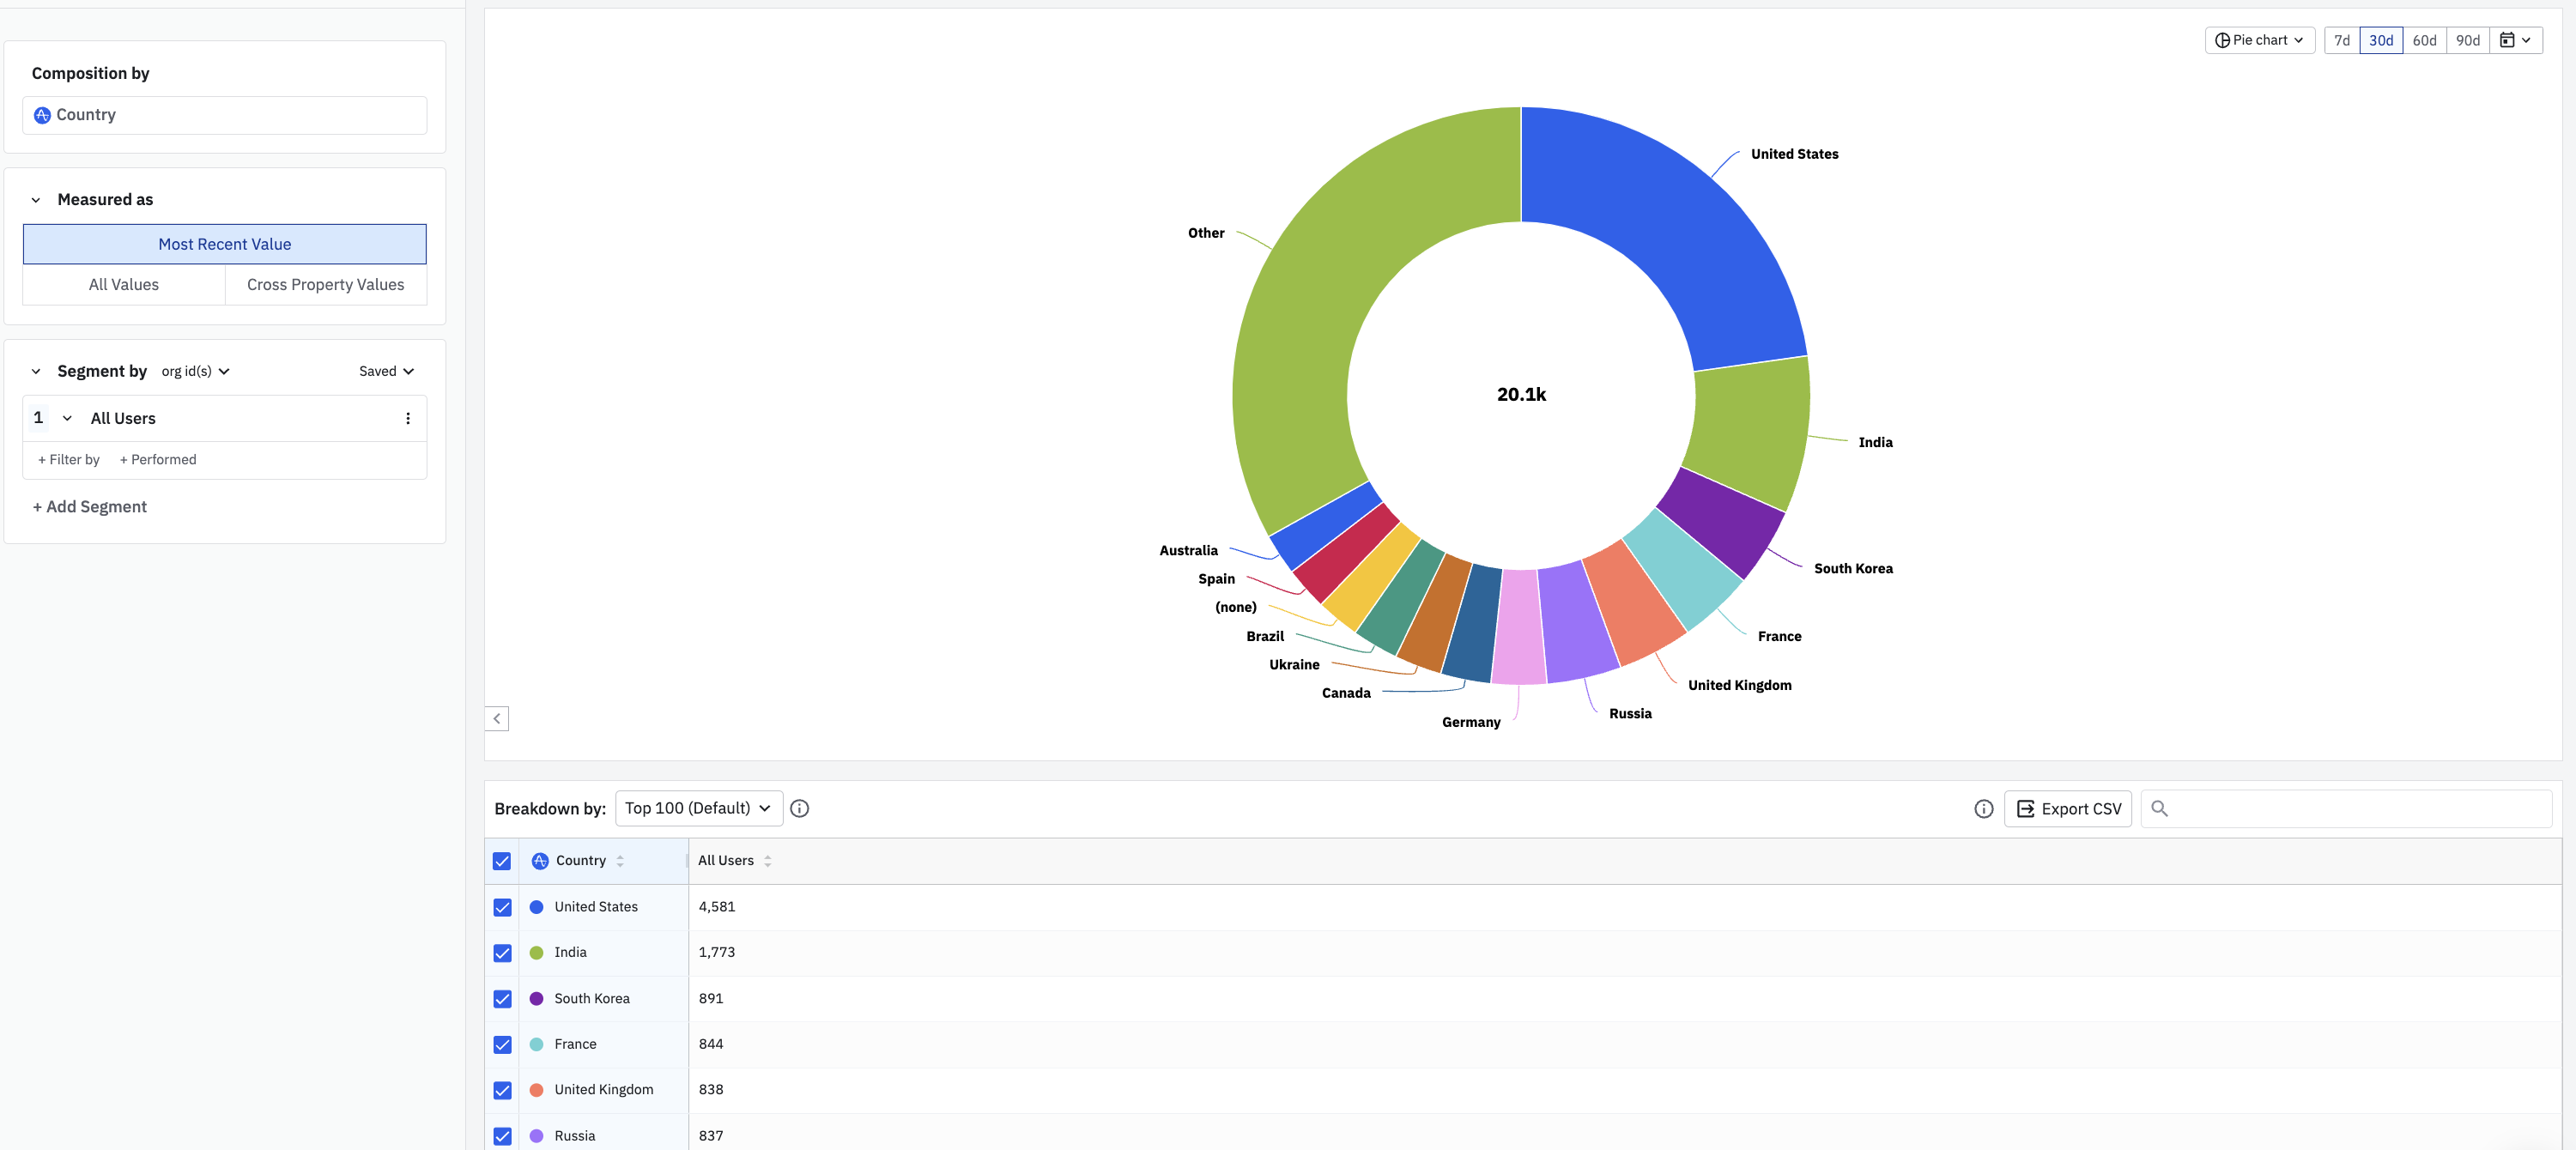 Composition by
Country
Measured as
Most Recent Value
All Values
Cross Property Values
Segment by org id(s) Saved
1 All Users
+ Filter by + Performed
+ Add Segment
Pie chart 7d 30d 60d 90d
United States
Other
20.1k
India
Australia
South Korea
Spain
(none)
Brazil
France
Ukraine
United Kingdom
Canada
Russia
Germany
Breakdown by: Top 100 (Default) Export CSV
Country All Users
United States 4,581
India 1,773
South Korea 891
France 844
United Kingdom 838
Russia 837